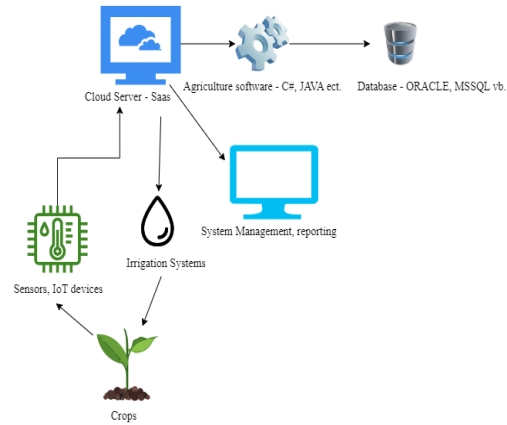 Cloud Server - Saas
Agriculture software - C#, JAVA ect.
Database - ORACLE, MSSQL vb.
System Management, reporting
Irrigation Systems
Sensors, IoT devices
Crops